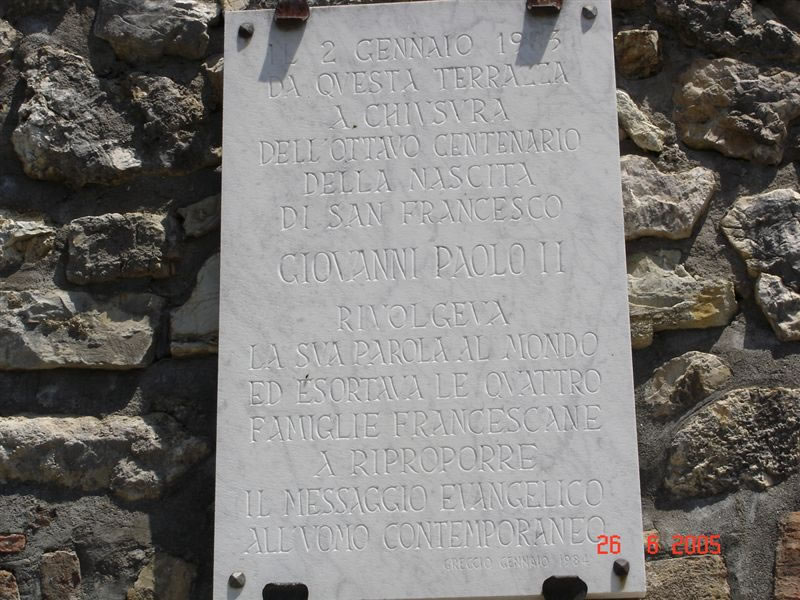 IL 2 GENNAIO 1983
DA QVESTA TERRAZZA
A CHIVSVRA
DELL'OTTAVO CENTENARIO
DELLA NASCITA
DI SAN FRANCESCO
GIOVANNI PAOLO II
RIVOLGEVA
LA SVA PAROLA AL MONDO
ED ESORTAVA LE QVATTRO
FAMIGLIE FRANCESCANE
A RIPROPORRE
IL MESSAGGIO EVANGELICO
ALL'VOMO CONTEMPORANEO
GRECCIO GENNAIO 1984
26 6 2005